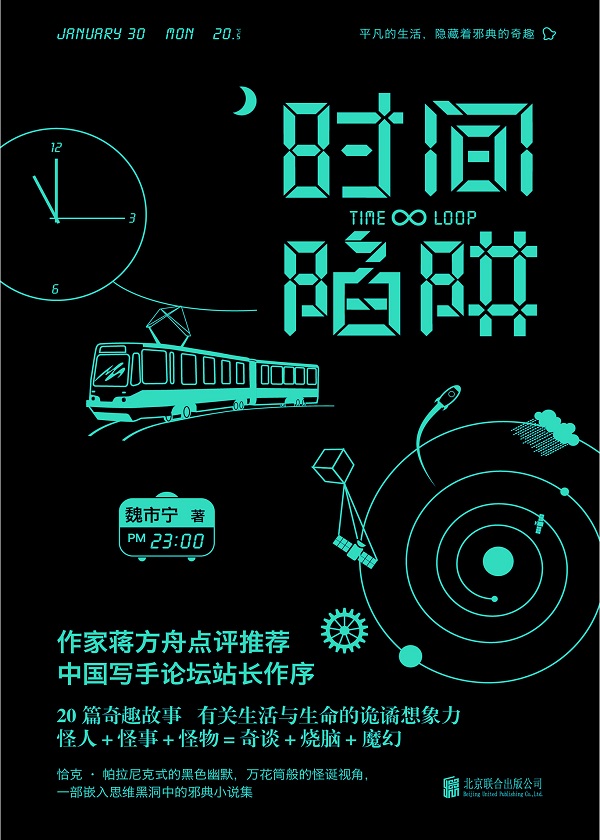 JANUARY 30 MON 20.5℃
平凡的生活、隐藏着邪典的奇趣
时间
TIME LOOP
陷阱
12
3
6
魏市宁 著
PM 23:00
作家蒋方舟点评推荐
中国写手论坛站长作序
20 篇奇趣故事 有关生活与生命的诡谲想象力
怪人+怪事+怪物=奇谈+烧脑+魔幻
恰克·帕拉尼克式的黑色幽默，万花筒般的怪诞视角，
一部嵌入思维黑洞中的邪典小说集
北京联合出版公司
Beijing United Publishing Co.,Ltd.